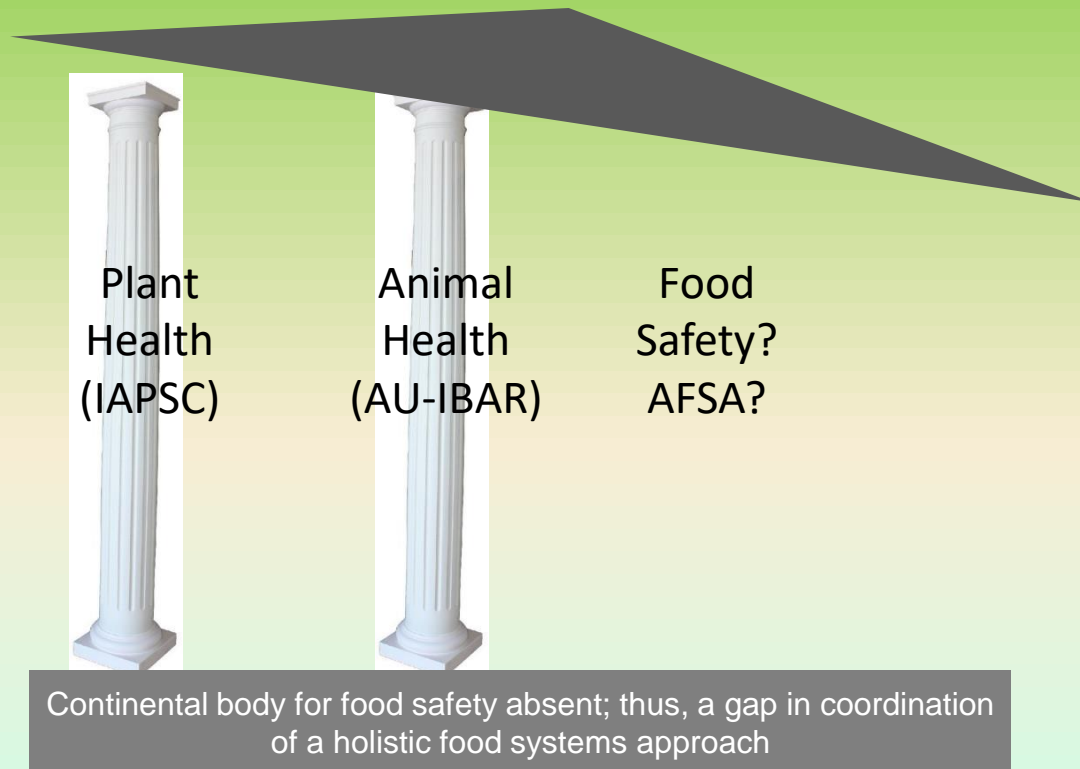 Plant
Health
(IAPSC)
Animal
Health
(AU-IBAR)
Food
Safety?
AFSA?
Continental body for food safety absent; thus, a gap in coordination
of a holistic food systems approach